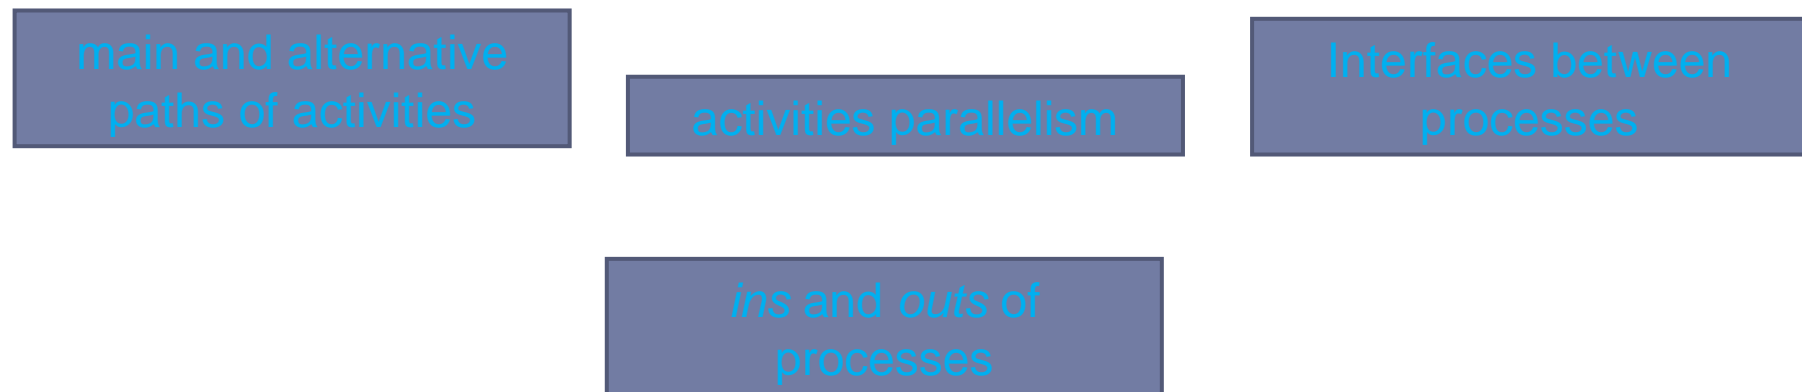 main and alternative
paths of activities
activities parallelism
Interfaces between
processes
ins and outs of
processes